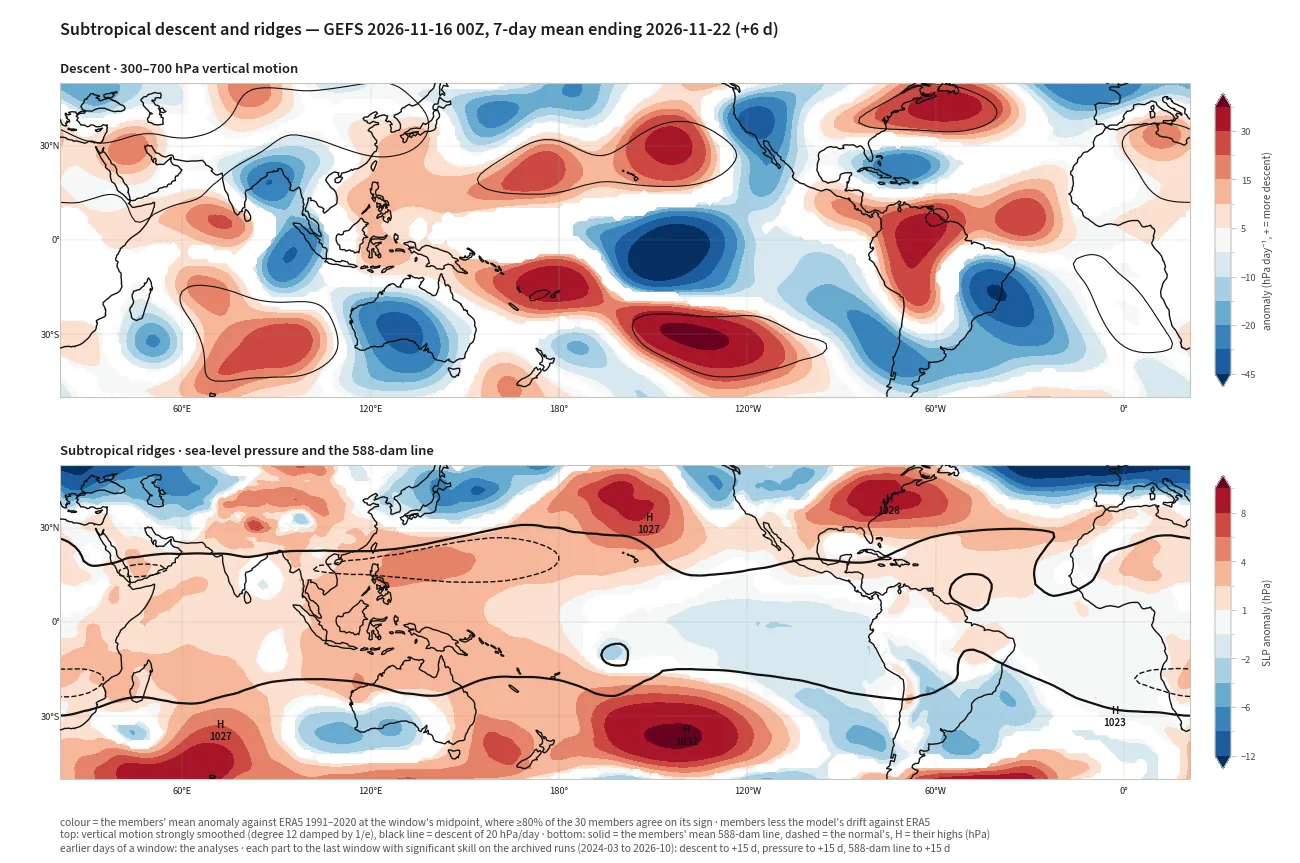 Subtropical descent and ridges — GEFS 2026-11-16 00Z, 7-day mean ending 2026-11-22 (+6 d)
Descent · 300–700 hPa vertical motion
30°N
0°
30°S
60°E
120°E
180°
120°W
60°W
0°
30
15
5
−10
−20
−45
anomaly (hPa day⁻¹, + = more descent)
Subtropical ridges · sea-level pressure and the 588-dam line
30°N
0°
30°S
H
1027
H
1028
H
1027
H
1032
H
1023
60°E
120°E
180°
120°W
60°W
0°
8
4
1
−2
−6
−12
SLP anomaly (hPa)
colour = the members' mean anomaly against ERA5 1991–2020 at the window's midpoint, where ≥80% of the 30 members agree on its sign · members less the model's drift against ERA5
top: vertical motion strongly smoothed (degree 12 damped by 1/e), black line = descent of 20 hPa/day · bottom: solid = the members' mean 588-dam line, dashed = the normal's, H = their highs (hPa)
earlier days of a window: the analyses · each part to the last window with significant skill on the archived runs (2024-03 to 2026-10): descent to +15 d, pressure to +15 d, 588-dam line to +15 d